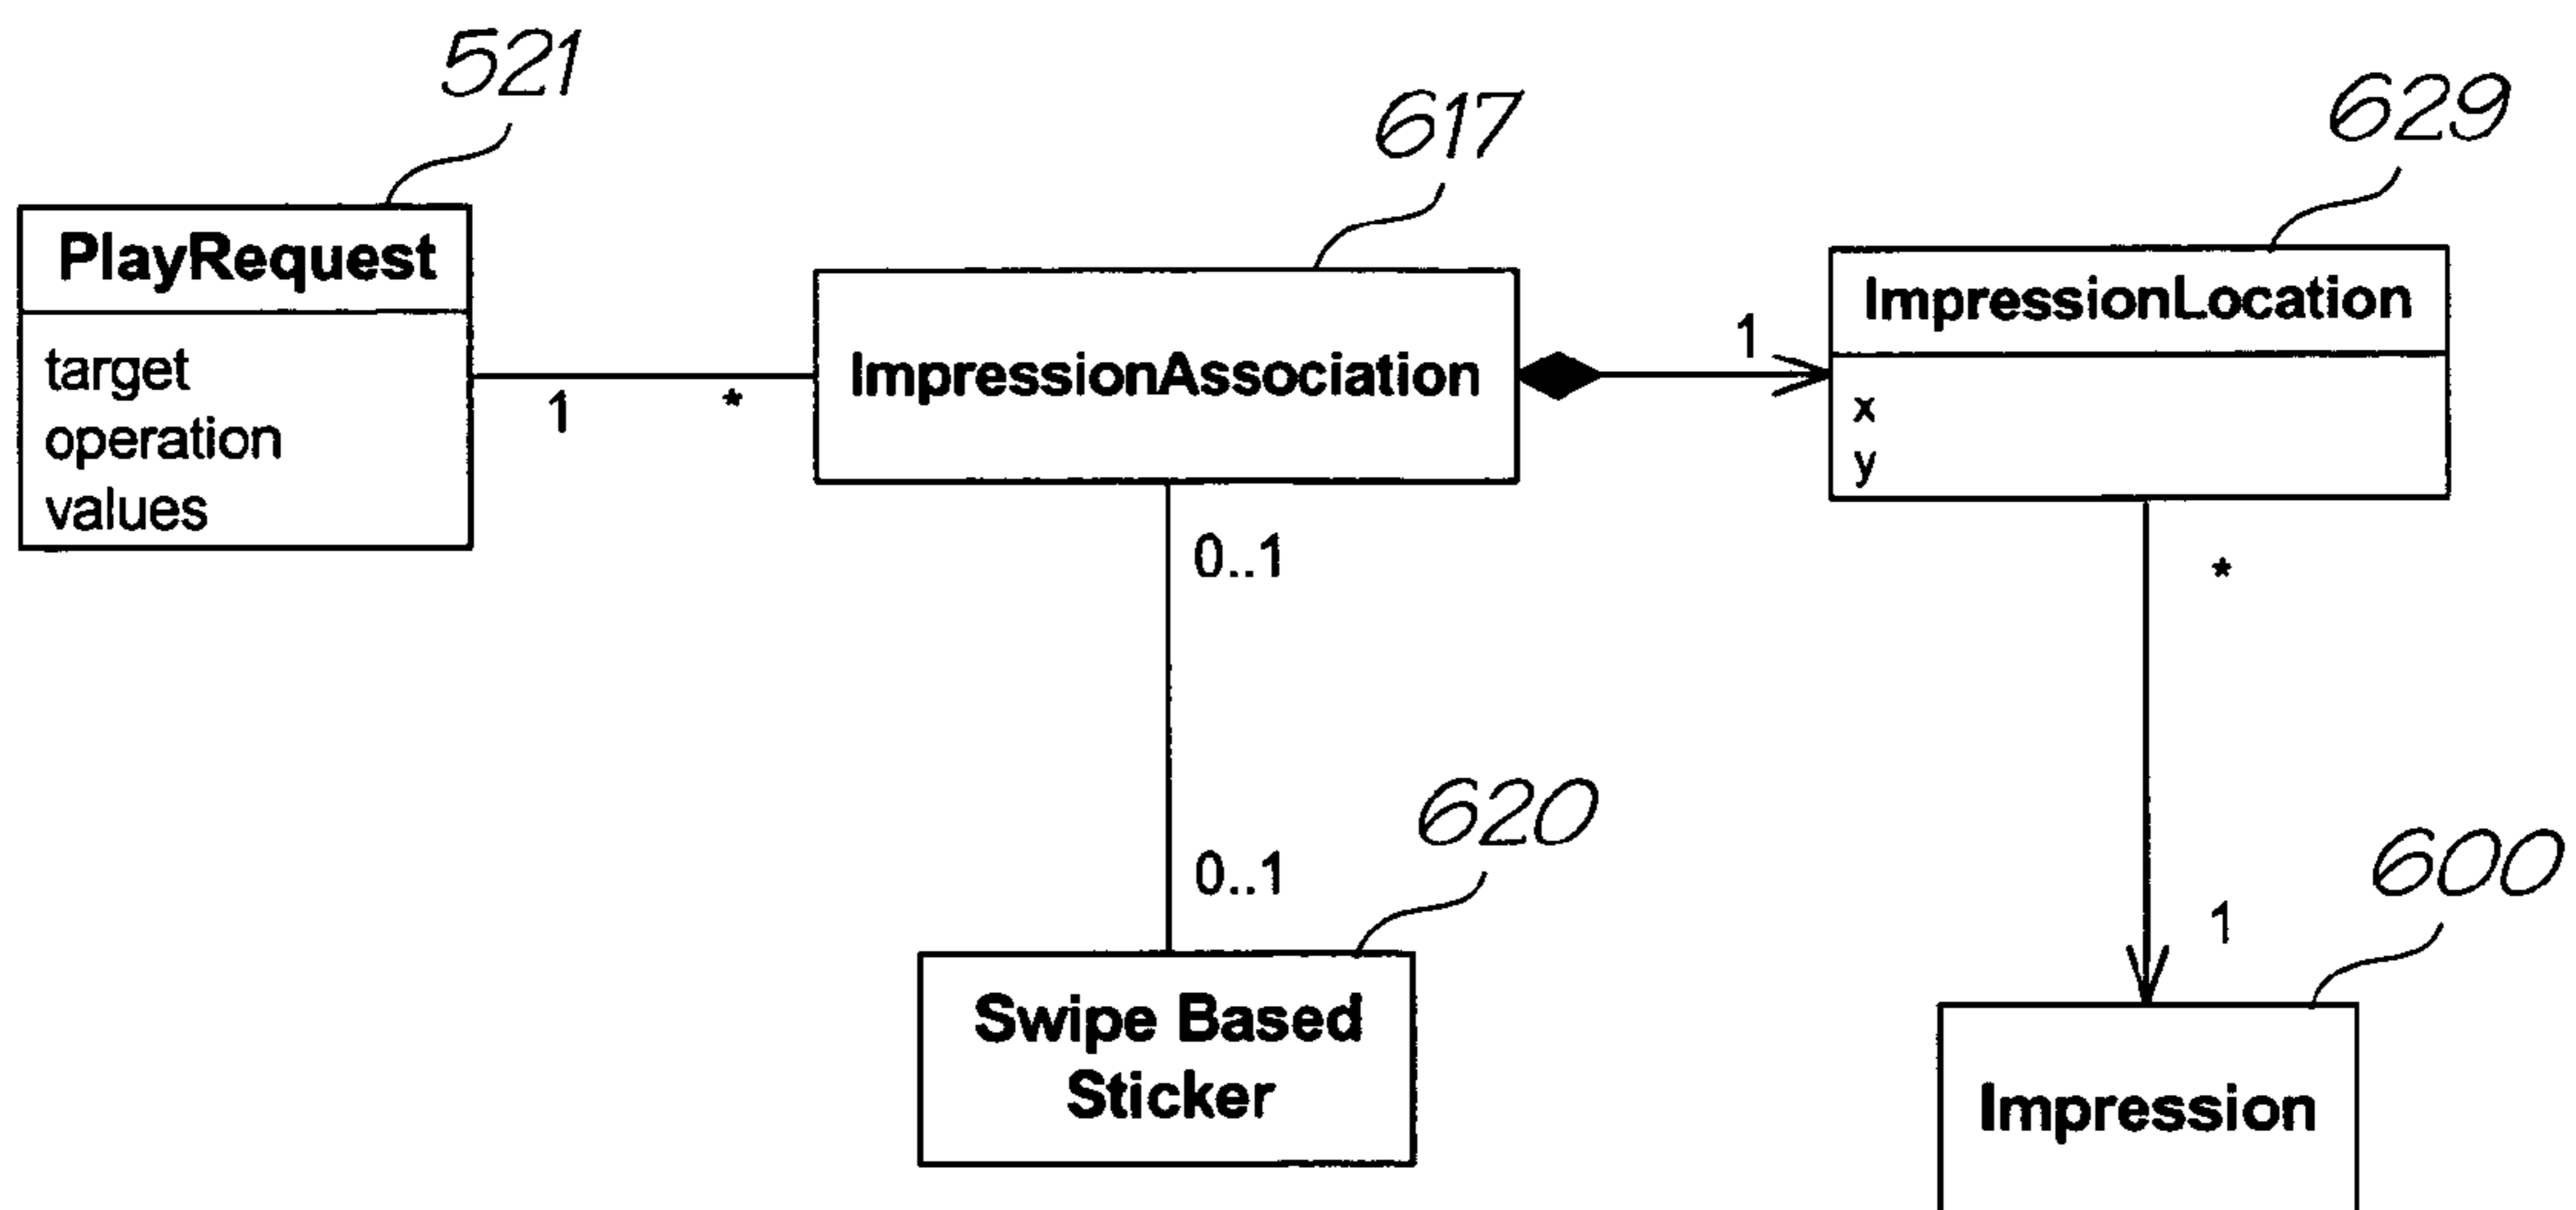 521
617
629
PlayRequest
target
operation
values
1
*
ImpressionAssociation
1
ImpressionLocation
x
y
0..1
*
0..1
620
1
600
Swipe Based
Sticker
Impression